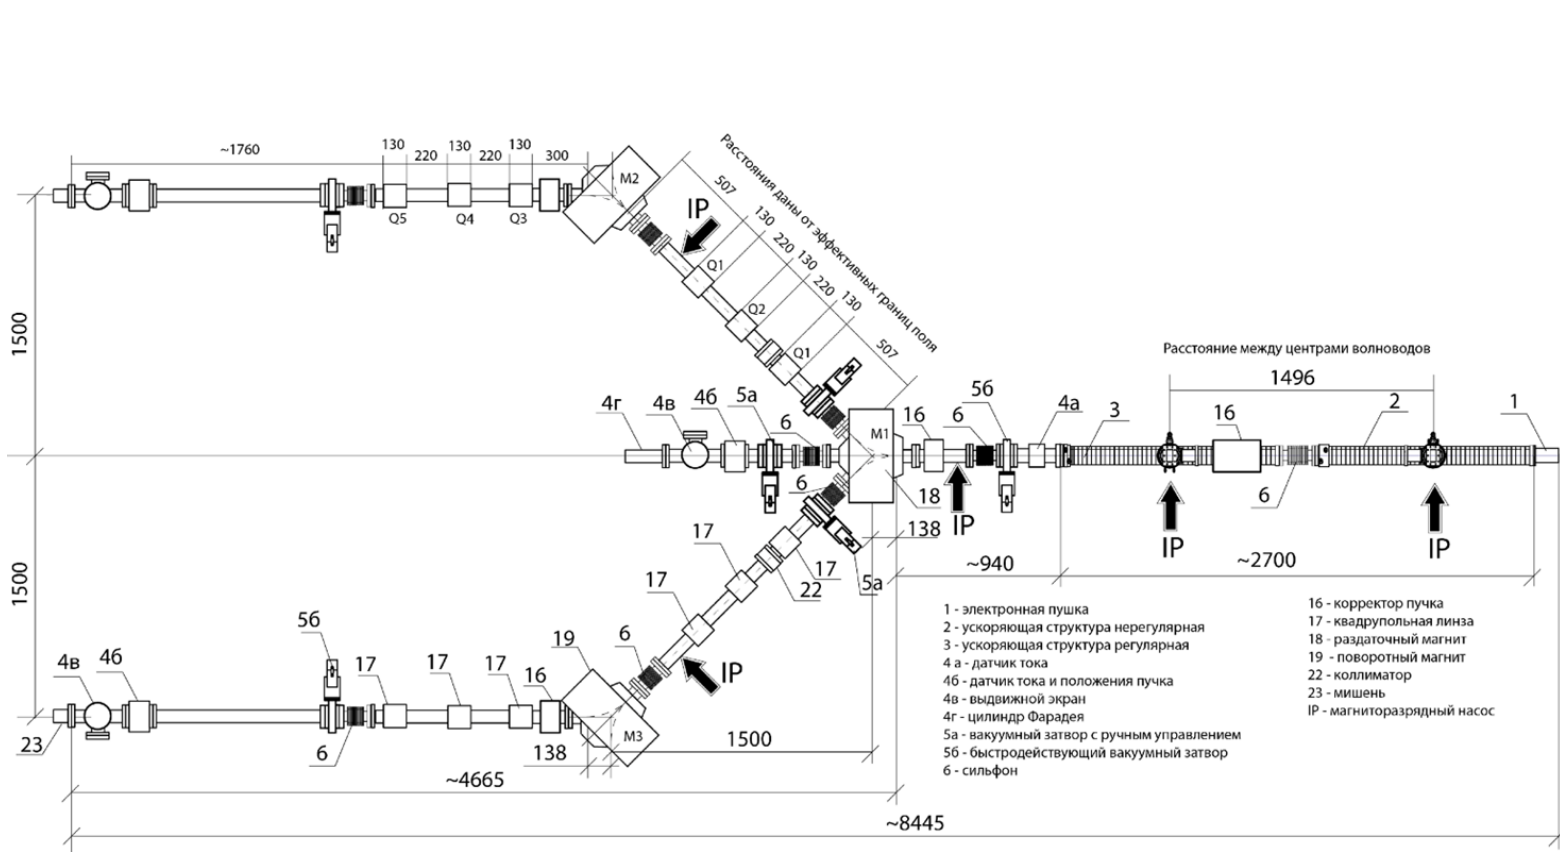 ~1760
130
220
130
220
130
300
M2
Q5
Q4
Q3
Расстояния даны от эффективных границ поля
507
130
220
130
220
130
507
IP
Q1
Q2
Q1
1500
1500
Расстояние между центрами волноводов
1496
4г
4в
4б
5а
6
M1
16
6
5б
4а
3
16
2
1
6
18
138
IP
IP
6
IP
~940
~2700
17
17
22
17
5а
6
IP
5б
19
4в
4б
17
17
17
16
M3
23
6
138
1500
~4665
~8445
1 - электронная пушка
2 - ускоряющая структура нерегулярная
3 - ускоряющая структура регулярная
4 а - датчик тока
4б - датчик тока и положения пучка
4в - выдвижной экран
4г - цилиндр Фарадея
5а - вакуумный затвор с ручным управлением
5б - быстродействующий вакуумный затвор
6 - сильфон
16 - корректор пучка
17 - квадрупольная линза
18 - раздаточный магнит
19 - поворотный магнит
22 - коллиматор
23 - мишень
IP - магниторазрядный насос